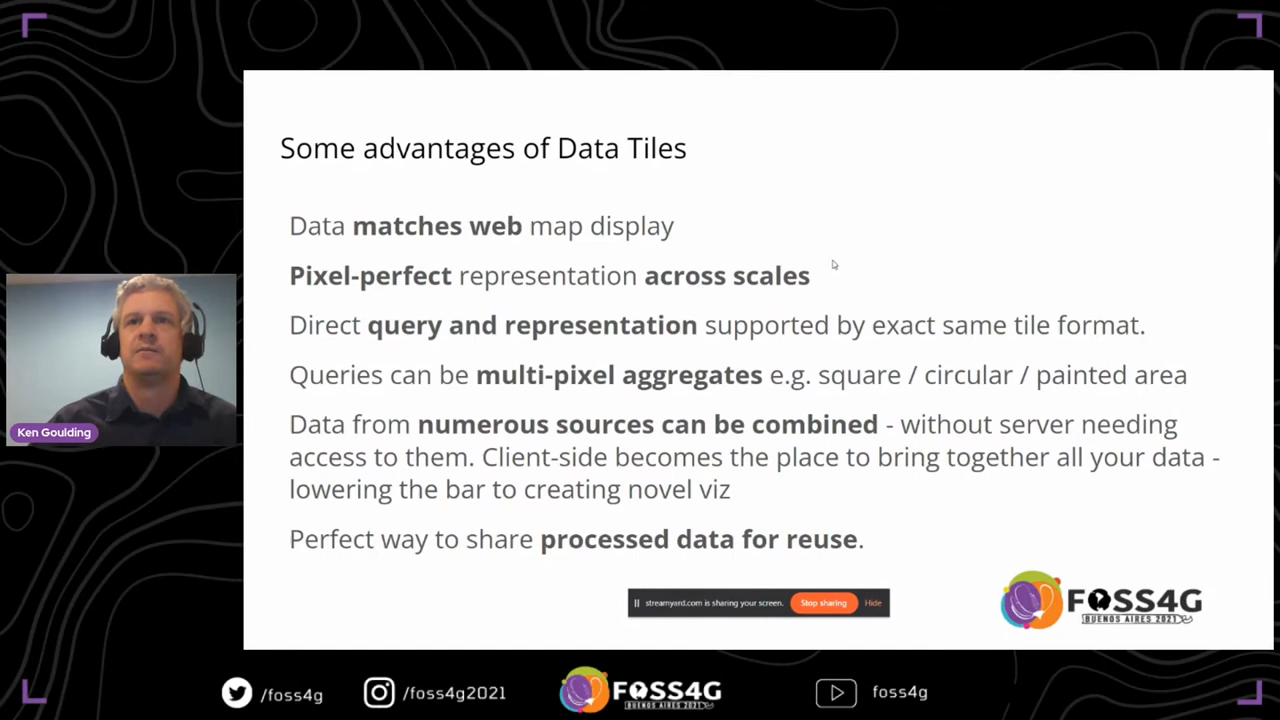 Some advantages of Data Tiles
Data matches web map display
Pixel-perfect representation across scales
Direct query and representation supported by exact same tile format.
Queries can be multi-pixel aggregates e.g. square / circular / painted area
Data from numerous sources can be combined - without server needing
access to them. Client-side becomes the place to bring together all your data -
lowering the bar to creating novel viz
Perfect way to share processed data for reuse.
Ken Goulding
streamyard.com is sharing your screen. Stop sharing Hide
FOSS4G
BUENOS AIRES 2021
/foss4g
/foss4g2021
FOSS4G
BUENOS AIRES 2021
foss4g